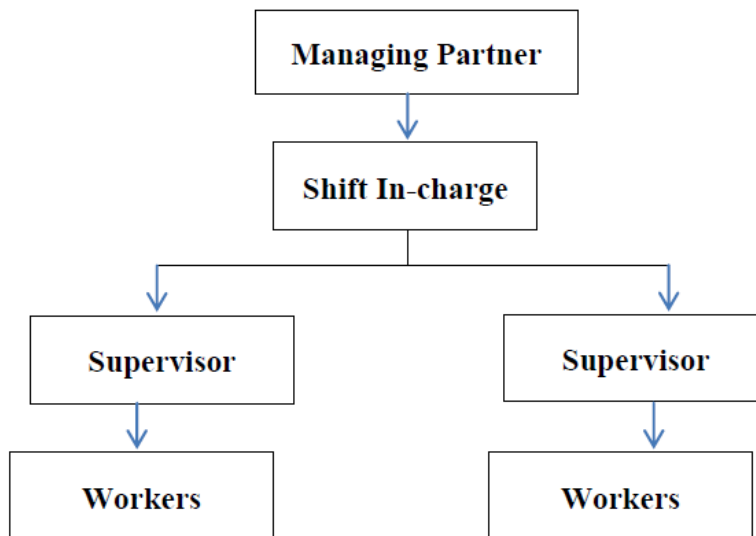 Managing Partner
Shift In-charge
Supervisor
Supervisor
Workers
Workers